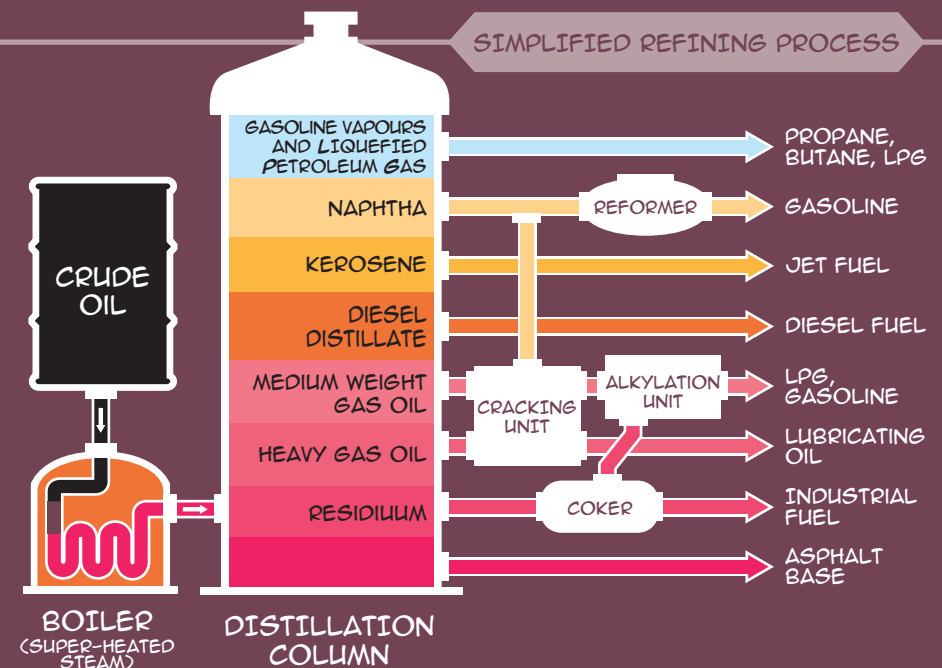 SIMPLIFIED REFINING PROCESS
GASOLINE VAPOURS
AND LIQUEFIED
PETROLEUM GAS
NAPHTHA
KEROSENE
DIESEL
DISTILLATE
MEDIUM WEIGHT
GAS OIL
HEAVY GAS OIL
RESIDIUUM
CRUDE
OIL
BOILER
(SUPER-HEATED
STEAM)
DISTILLATION
COLUMN
REFORMER
CRACKING
UNIT
ALKYLATION
UNIT
COKER
PROPANE,
BUTANE, LPG
GASOLINE
JET FUEL
DIESEL FUEL
LPG,
GASOLINE
LUBRICATING
OIL
INDUSTRIAL
FUEL
ASPHALT
BASE